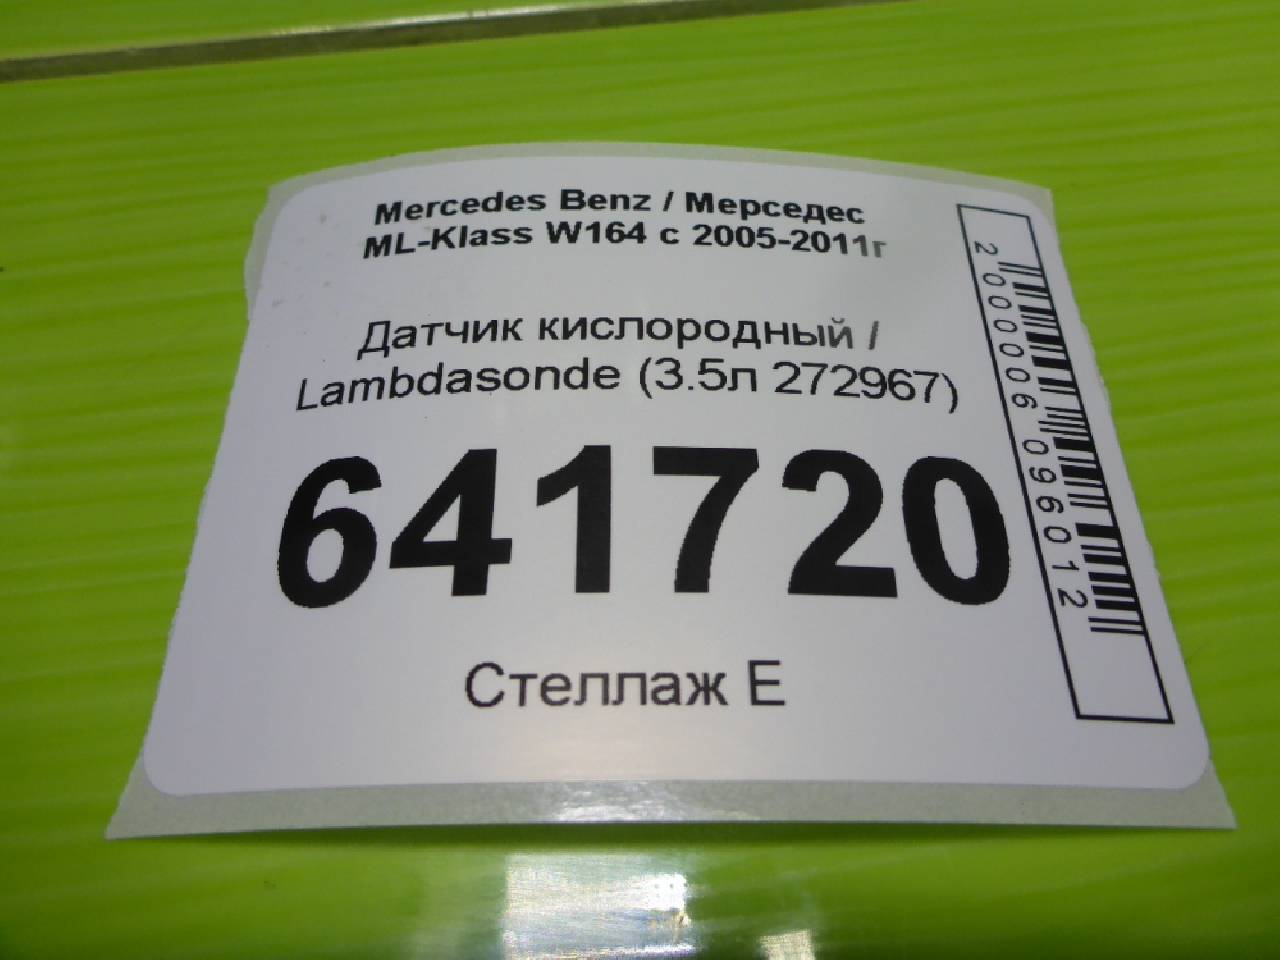 Mercedes Benz / Мерседес
ML-Klass W164 с 2005-2011г
Датчик кислородный /
Lambdasonde (3.5л 272967)
641720
Стеллаж Е
2000006096012